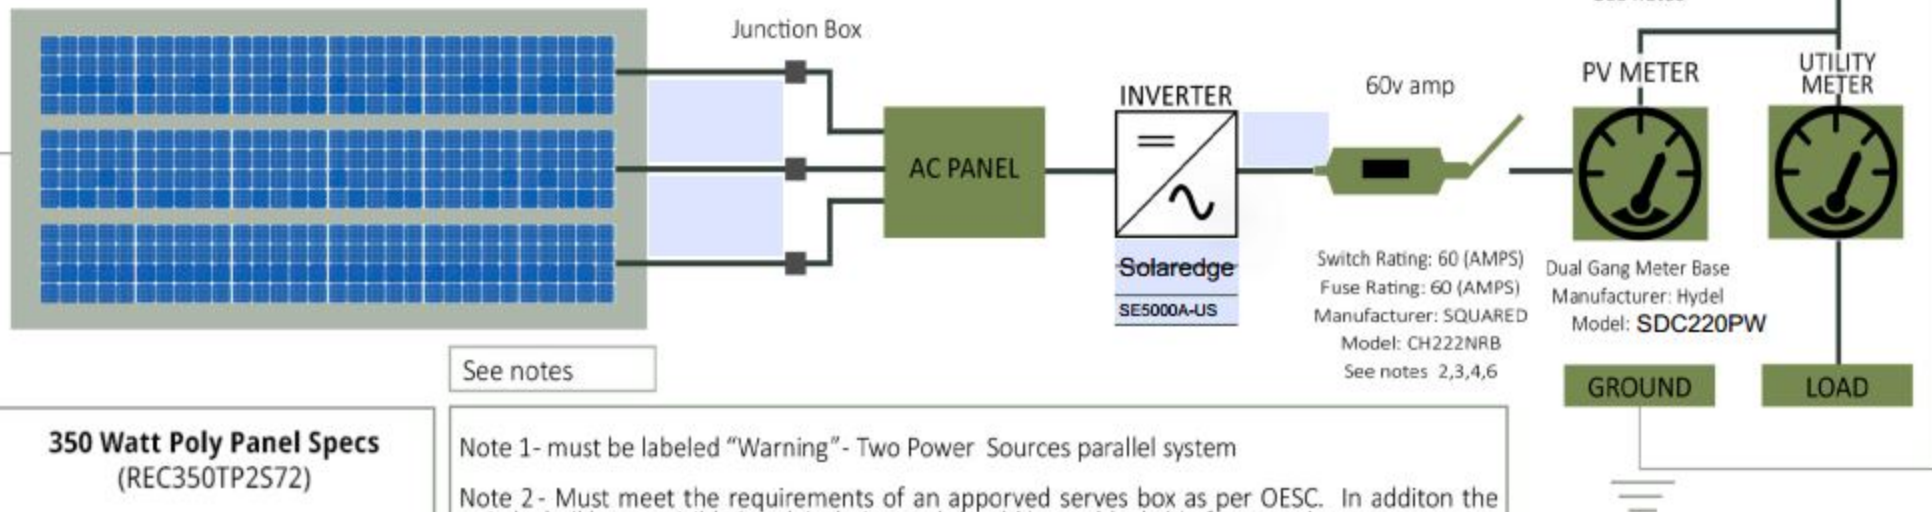 Junction Box
AC PANEL
INVERTER
Solaredge
SE5000A-US
60v amp
Switch Rating: 60 (AMPS)
Fuse Rating: 60 (AMPS)
Manufacturer: SQUARED
Model: CH222NRB
See notes 2,3,4,6
PV METER
UTILITY
METER
Dual Gang Meter Base
Manufacturer: Hydel
Model: SDC220PW
GROUND
LOAD
See notes
350 Watt Poly Panel Specs
(REC350TP2S72)
Note 1- must be labeled “Warning”- Two Power Sources parallel system
Note 2 - Must meet the requirements of an apporved serves box as per OESC. In additon the